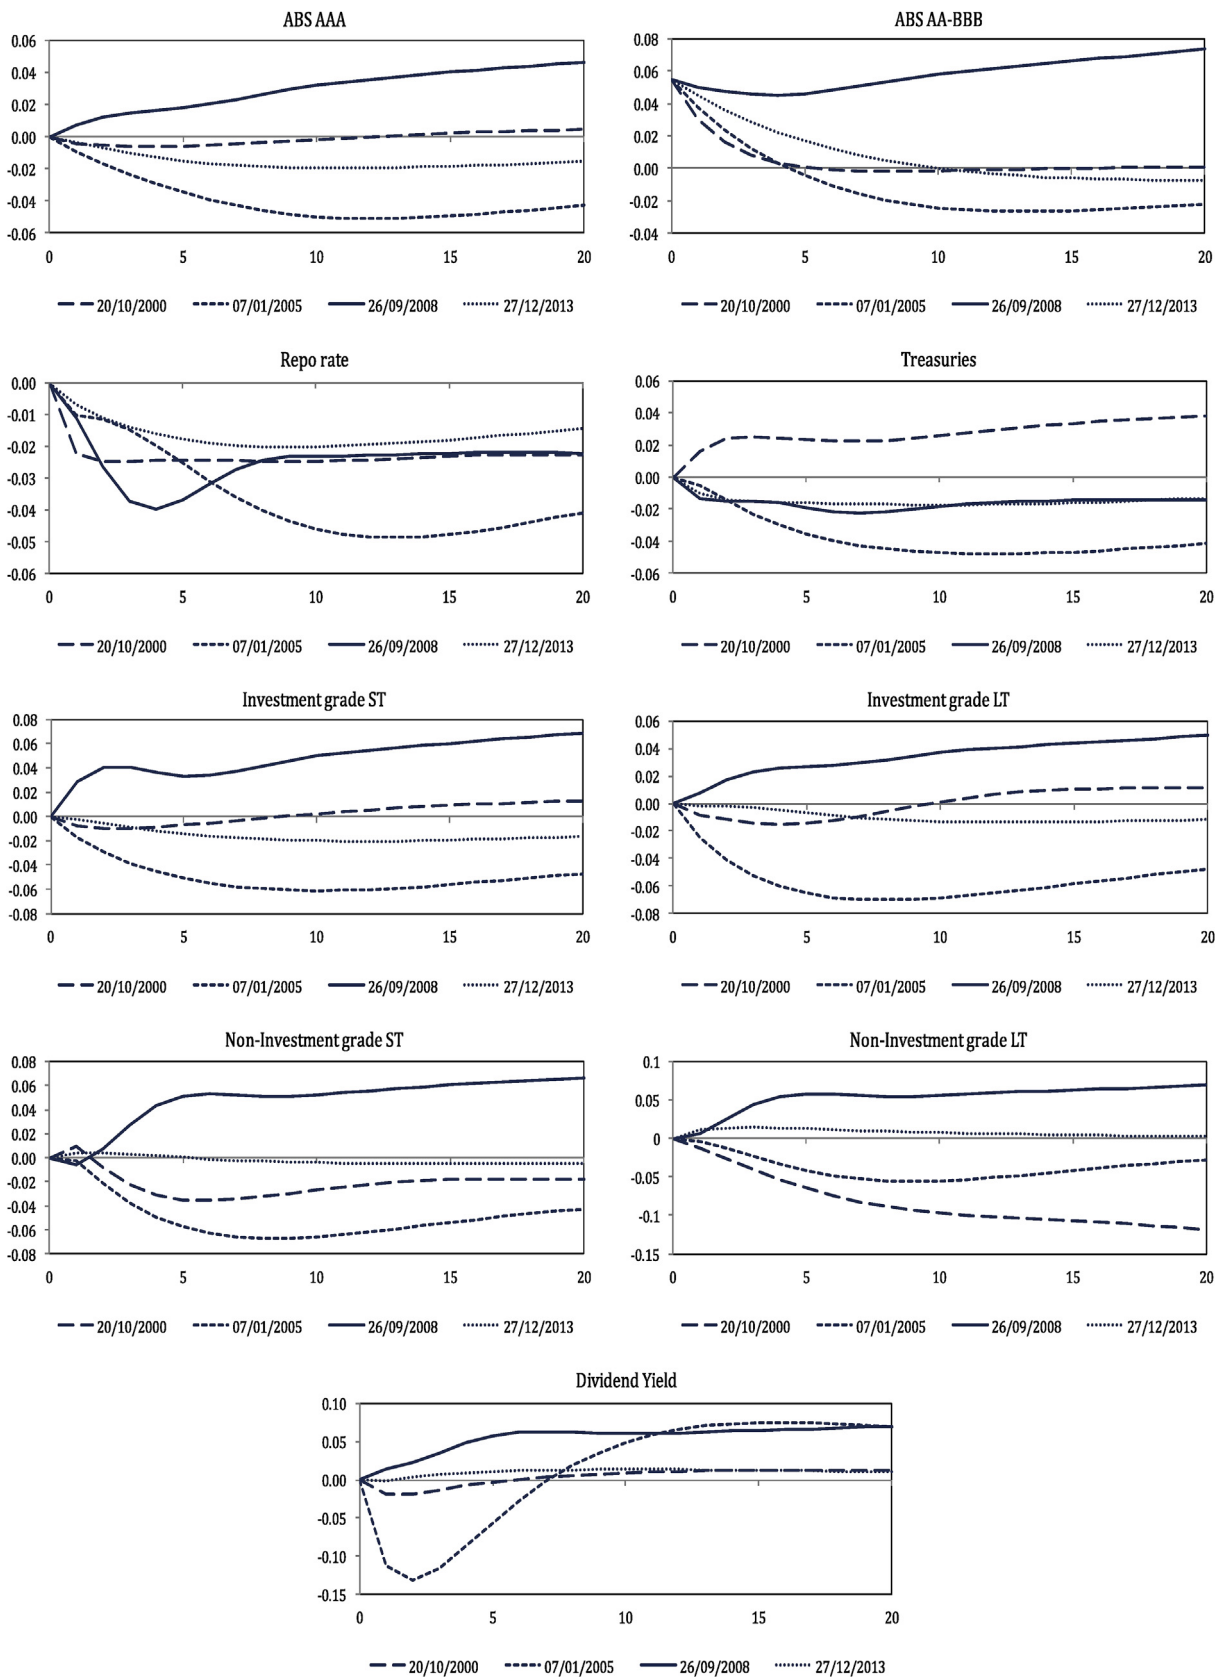 ABS AAA
0.06
0.04
0.02
0.00
-0.02
-0.04
-0.06
0 5 10 15 20
20/10/2000 07/01/2005 26/09/2008 27/12/2013
ABS AA-BBB
0.08
0.06
0.04
0.02
0.00
-0.02
-0.04
0 5 10 15 20
20/10/2000 07/01/2005 26/09/2008 27/12/2013
Repo rate
0.00
-0.01
-0.02
-0.03
-0.04
-0.05
-0.06
0 5 10 15 20
20/10/2000 07/01/2005 26/09/2008 27/12/2013
Treasuries
0.06
0.04
0.02
0.00
-0.02
-0.04
-0.06
0 5 10 15 20
20/10/2000 07/01/2005 26/09/2008 27/12/2013
Investment grade ST
0.08
0.06
0.04
0.02
0.00
-0.02
-0.04
-0.06
-0.08
0 5 10 15 20
20/10/2000 07/01/2005 26/09/2008 27/12/2013
Investment grade LT
0.06
0.04
0.02
0.00
-0.02
-0.04
-0.06
-0.08
0 5 10 15 20
20/10/2000 07/01/2005 26/09/2008 27/12/2013
Non-Investment grade ST
0.08
0.06
0.04
0.02
0.00
-0.02
-0.04
-0.06
-0.08
0 5 10 15 20
20/10/2000 07/01/2005 26/09/2008 27/12/2013
Non-Investment grade LT
0.1
0.05
0
-0.05
-0.1
-0.15
0 5 10 15 20
20/10/2000 07/01/2005 26/09/2008 27/12/2013
Dividend Yield
0.10
0.05
0.00
-0.05
-0.10
-0.15
0 5 10 15 20
20/10/2000 07/01/2005 26/09/2008 27/12/2013